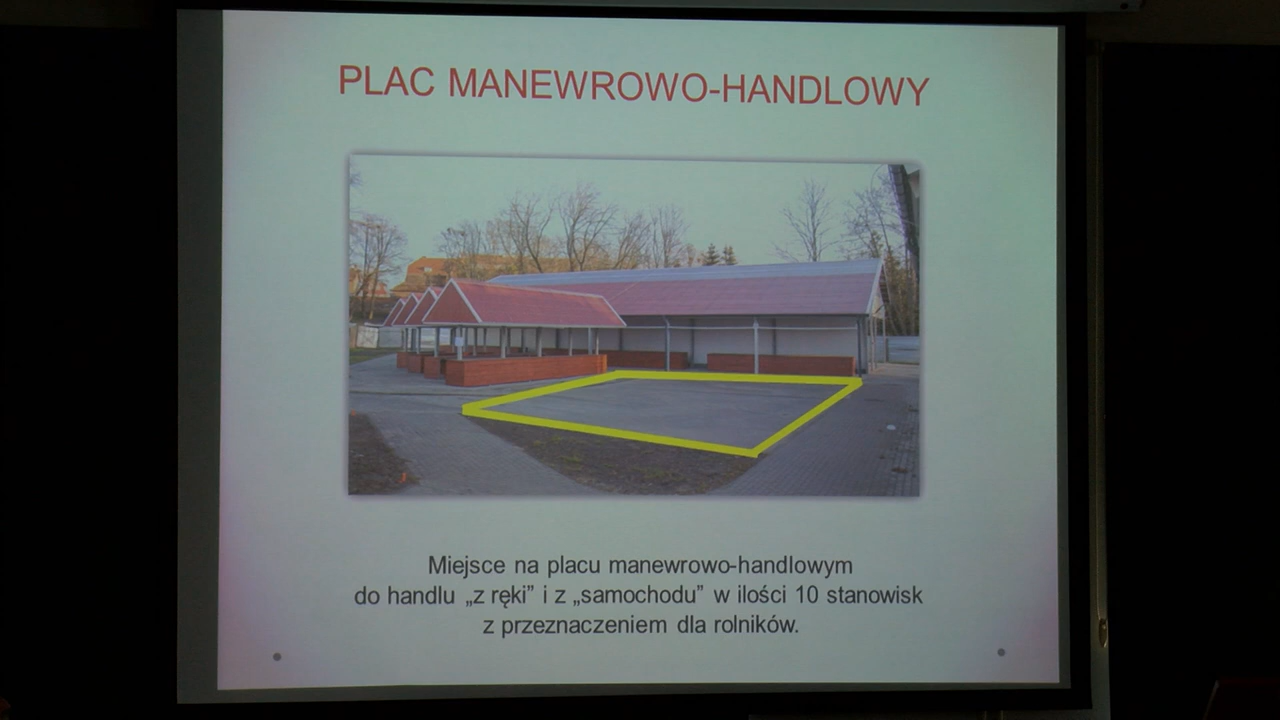 PLAC MANEWROWO-HANDLOWY
Miejsce na placu manewrowo-handlowym
do handlu „z ręki” i z „samochodu” w ilości 10 stanowisk
z przeznaczeniem dla rolników.